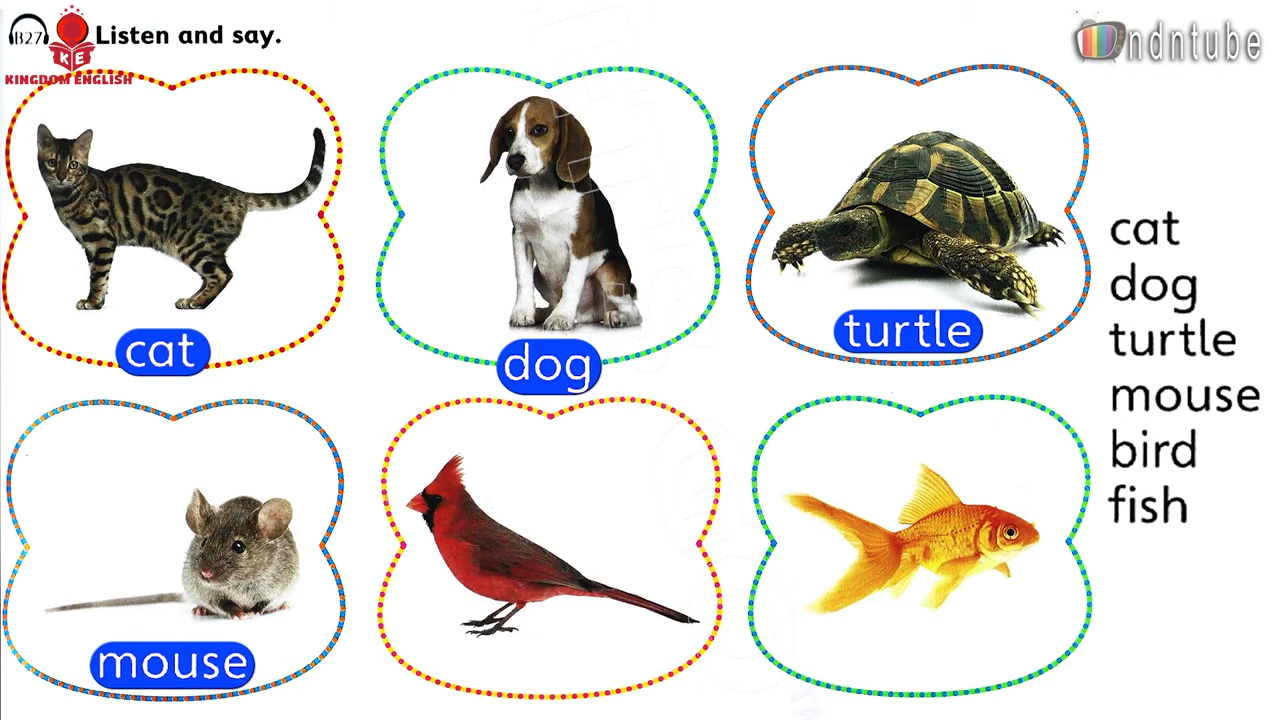 B27
Listen and say.
KE
KINGDOM ENGLISH
ndntube
cat
dog
turtle
mouse
cat
dog
turtle
mouse
bird
fish